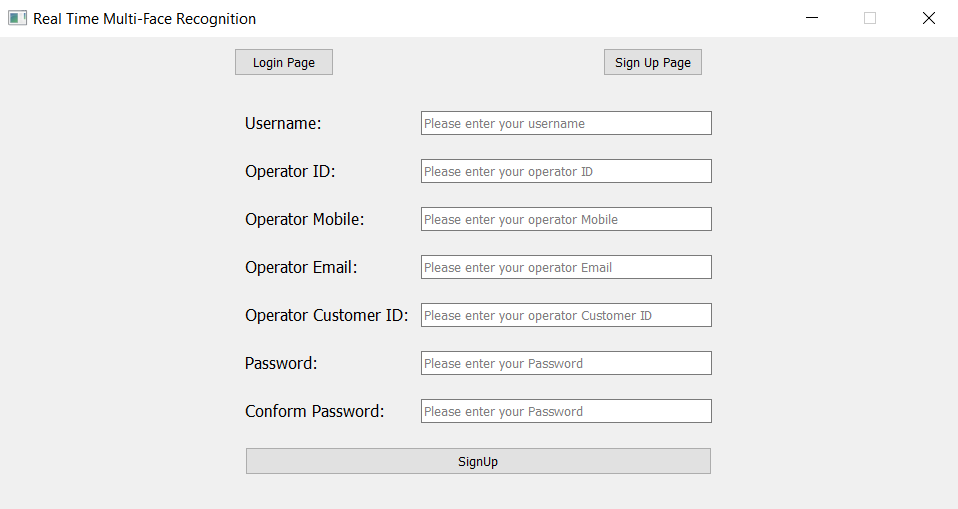 Real Time Multi-Face Recognition
Login Page Sign Up Page
Username: Please enter your username
Operator ID: Please enter your operator ID
Operator Mobile: Please enter your operator Mobile
Operator Email: Please enter your operator Email
Operator Customer ID: Please enter your operator Customer ID
Password: Please enter your Password
Conform Password: Please enter your Password
SignUp